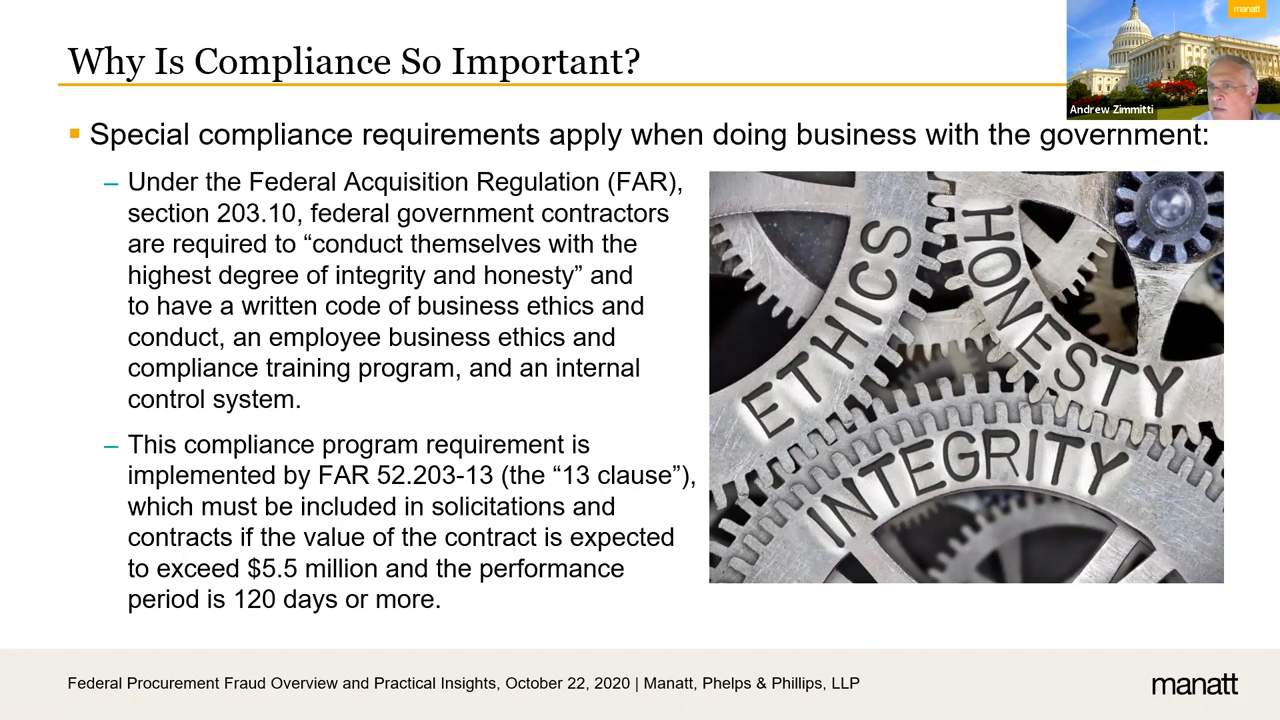 Why Is Compliance So Important?
manatt
Andrew Zimmitti
Special compliance requirements apply when doing business with the government:
– Under the Federal Acquisition Regulation (FAR),
section 203.10, federal government contractors
are required to “conduct themselves with the
highest degree of integrity and honesty” and
to have a written code of business ethics and
conduct, an employee business ethics and
compliance training program, and an internal
control system.
– This compliance program requirement is
implemented by FAR 52.203-13 (the “13 clause”),
which must be included in solicitations and
contracts if the value of the contract is expected
to exceed $5.5 million and the performance
period is 120 days or more.
ETHICS
HONESTY
INTEGRITY
Federal Procurement Fraud Overview and Practical Insights, October 22, 2020 | Manatt, Phelps & Phillips, LLP
manatt